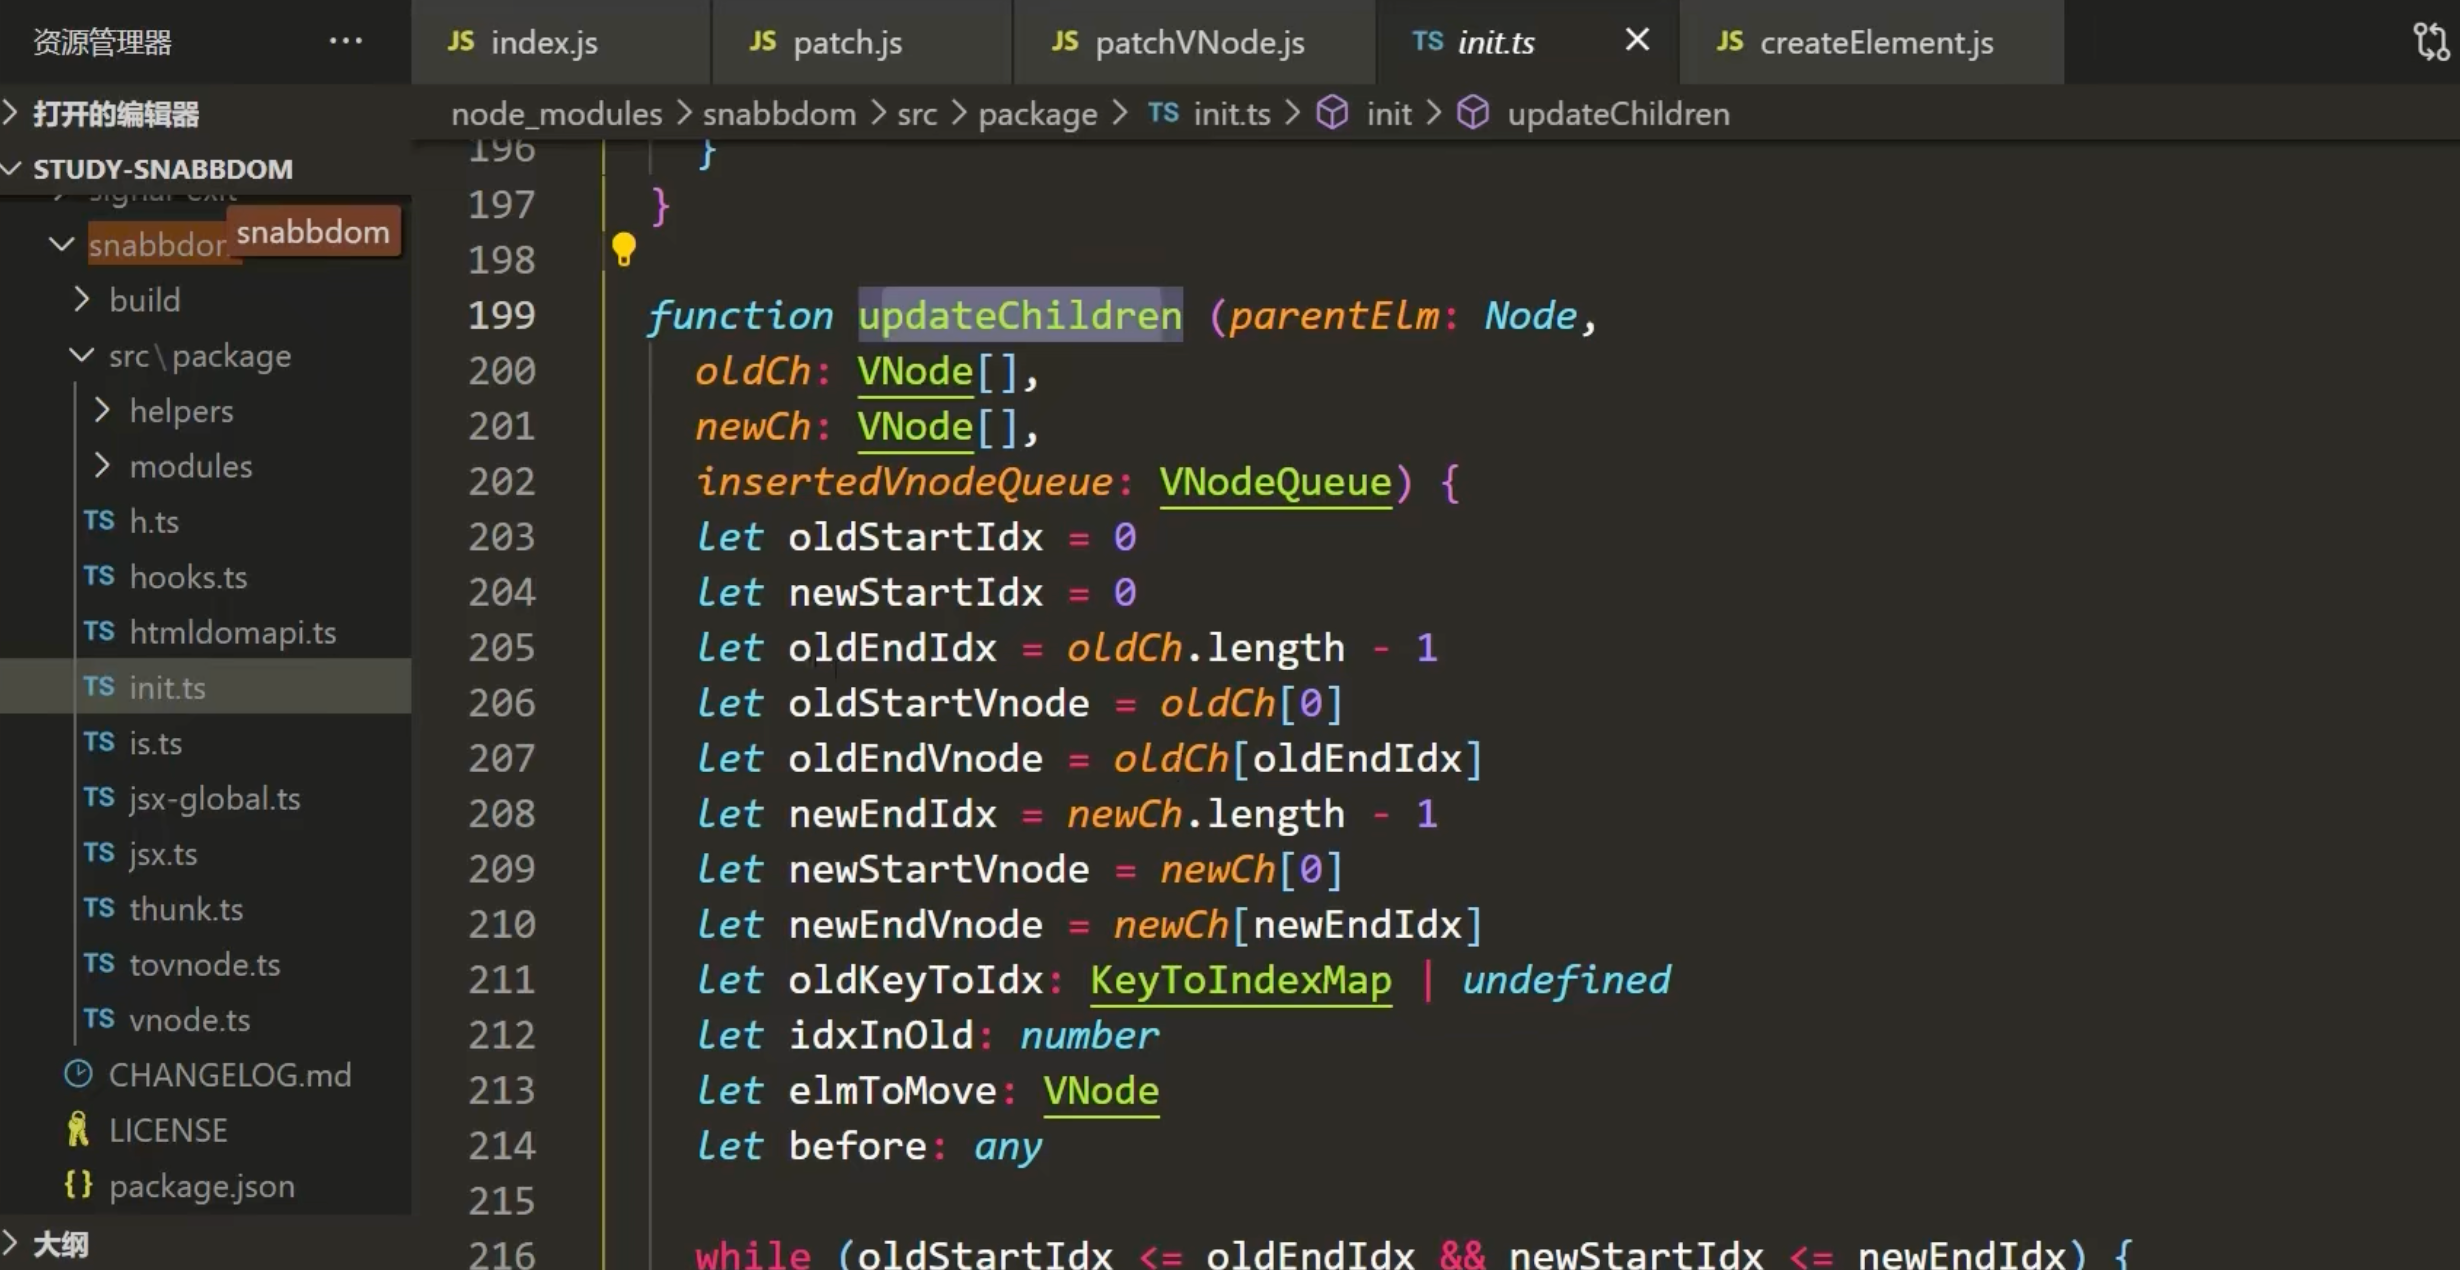 资源管理器
···
JS index.js
JS patch.js
JS patchVNode.js
TS init.ts
JS createElement.js
打开的编辑器
node_modules > snabbdom > src > package > TS init.ts > init > updateChildren
STUDY-SNABBDOM
signal-exit
snabbdom
build
src\package
helpers
modules
TS h.ts
TS hooks.ts
TS htmldomapi.ts
TS init.ts
TS is.ts
TS jsx-global.ts
TS jsx.ts
TS thunk.ts
TS tovnode.ts
TS vnode.ts
CHANGELOG.md
LICENSE
{} package.json
大纲
196 }
197 }
198
199 function updateChildren (parentElm: Node,
200 oldCh: VNode[],
201 newCh: VNode[],
202 insertedVnodeQueue: VNodeQueue) {
203 let oldStartIdx = 0
204 let newStartIdx = 0
205 let oldEndIdx = oldCh.length - 1
206 let oldStartVnode = oldCh[0]
207 let oldEndVnode = oldCh[oldEndIdx]
208 let newEndIdx = newCh.length - 1
209 let newStartVnode = newCh[0]
210 let newEndVnode = newCh[newEndIdx]
211 let oldKeyToIdx: KeyToIndexMap | undefined
212 let idxInOld: number
213 let elmToMove: VNode
214 let before: any
215
216 while (oldStartIdx <= oldEndIdx && newStartIdx <= newEndIdx) {